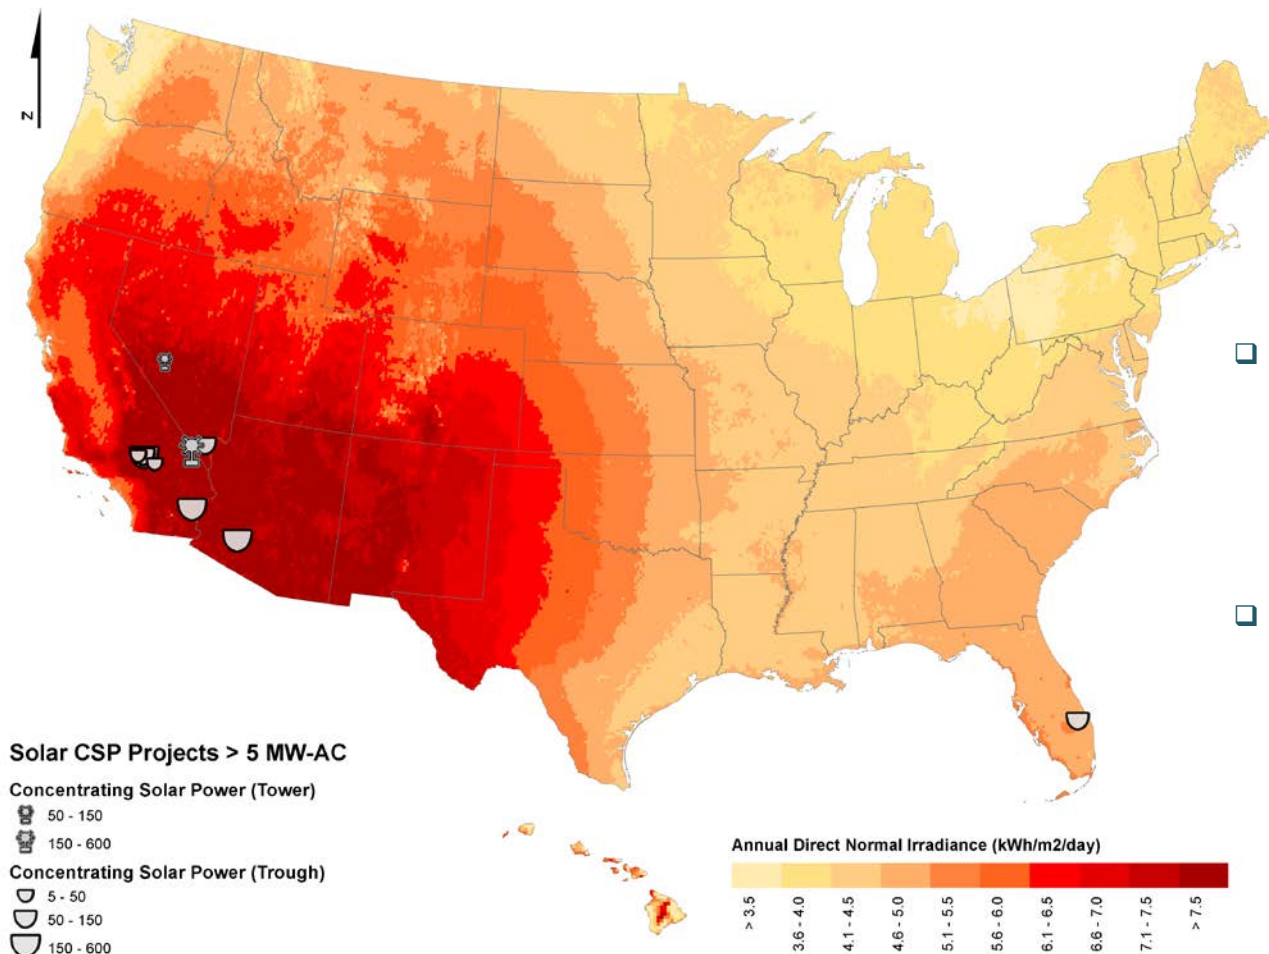 Z
Solar CSP Projects > 5 MW-AC
Concentrating Solar Power (Tower)
50 - 150
150 - 600
Concentrating Solar Power (Trough)
5 - 50
50 - 150
150 - 600
Annual Direct Normal Irradiance (kWh/m2/day)
> 3.5
3.6 - 4.0
4.1 - 4.5
4.6 - 5.0
5.1 - 5.5
5.6 - 6.0
6.1 - 6.5
6.6 - 7.0
7.1 - 7.5
> 7.5